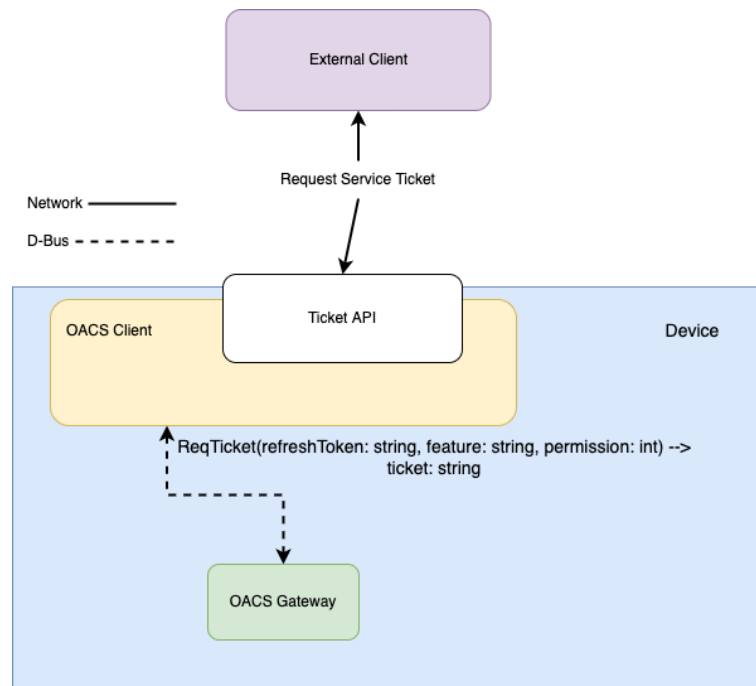 External Client
Request Service Ticket
Network
D-Bus
Ticket API
OACS Client
Device
ReqTicket(refreshToken: string, feature: string, permission: int) -->
ticket: string
OACS Gateway